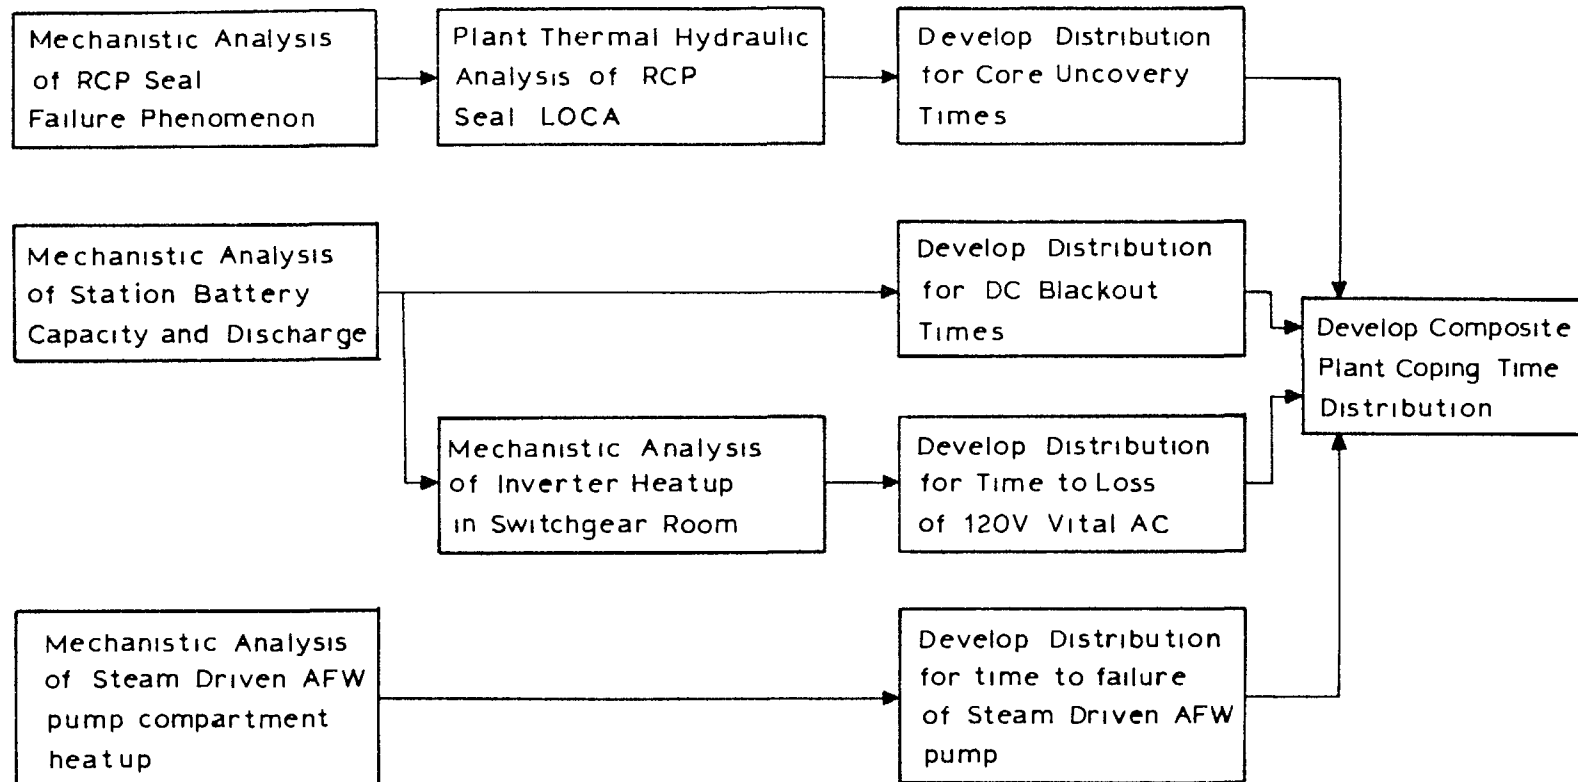 Mechanistic Analysis
of RCP Seal
Failure Phenomenon
Plant Thermal Hydraulic
Analysis of RCP
Seal LOCA
Develop Distribution
for Core Uncovery
Times
Mechanistic Analysis
of Station Battery
Capacity and Discharge
Develop Distribution
for DC Blackout
Times
Develop Composite
Plant Coping Time
Distribution
Mechanistic Analysis
of Inverter Heatup
in Switchgear Room
Develop Distribution
for Time to Loss
of 120V Vital AC
Mechanistic Analysis
of Steam Driven AFW
pump compartment
heatup
Develop Distribution
for time to failure
of Steam Driven AFW
pump